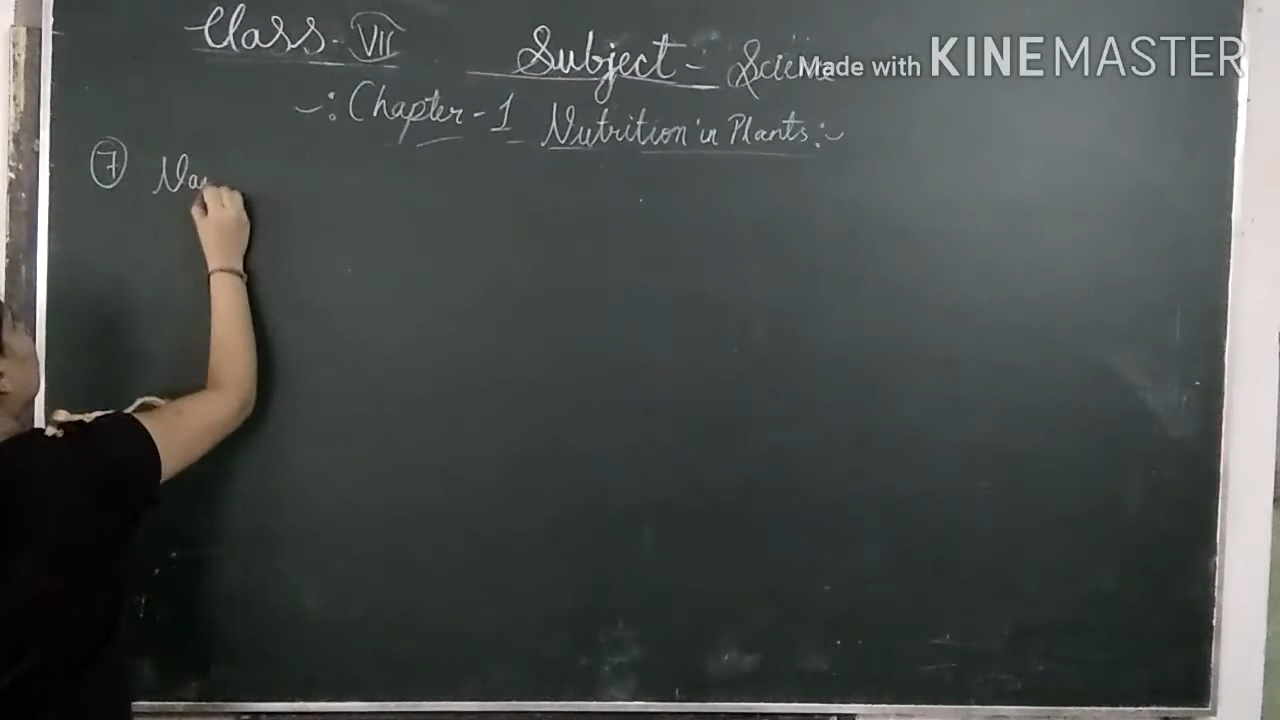 Class - VII Subject - Science
Made with KINEMASTER
-: Chapter - 1 Nutrition in Plants :-
7 Na